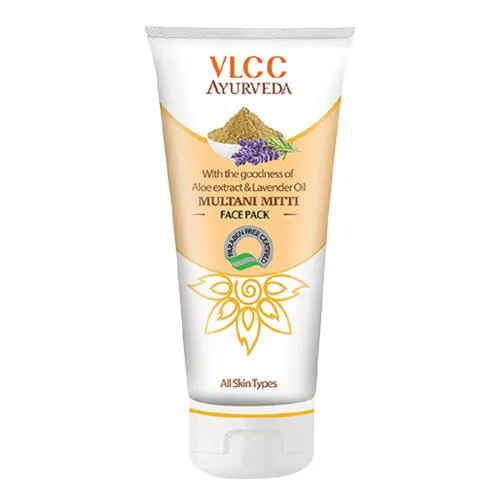 VLCC
AYURVEDA
With the goodness of
Aloe extract & Lavender Oil
MULTANI MITTI
FACE PACK
PARABEN FREE CERTIFIED
All Skin Types